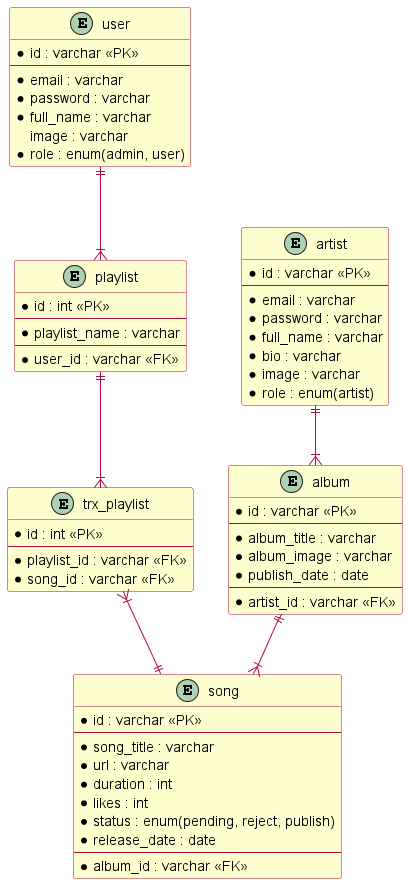 E user
* id : varchar «PK»
* email : varchar
* password : varchar
* full_name : varchar
image : varchar
* role : enum(admin, user)
E playlist
* id : int «PK»
* playlist_name : varchar
* user_id : varchar «FK»
E artist
* id : varchar «PK»
* email : varchar
* password : varchar
* full_name : varchar
* bio : varchar
* image : varchar
* role : enum(artist)
E trx_playlist
* id : int «PK»
* playlist_id : varchar «FK»
* song_id : varchar «FK»
E album
* id : varchar «PK»
* album_title : varchar
* album_image : varchar
* publish_date : date
* artist_id : varchar «FK»
E song
* id : varchar «PK»
* song_title : varchar
* url : varchar
* duration : int
* likes : int
* status : enum(pending, reject, publish)
* release_date : date
* album_id : varchar «FK»